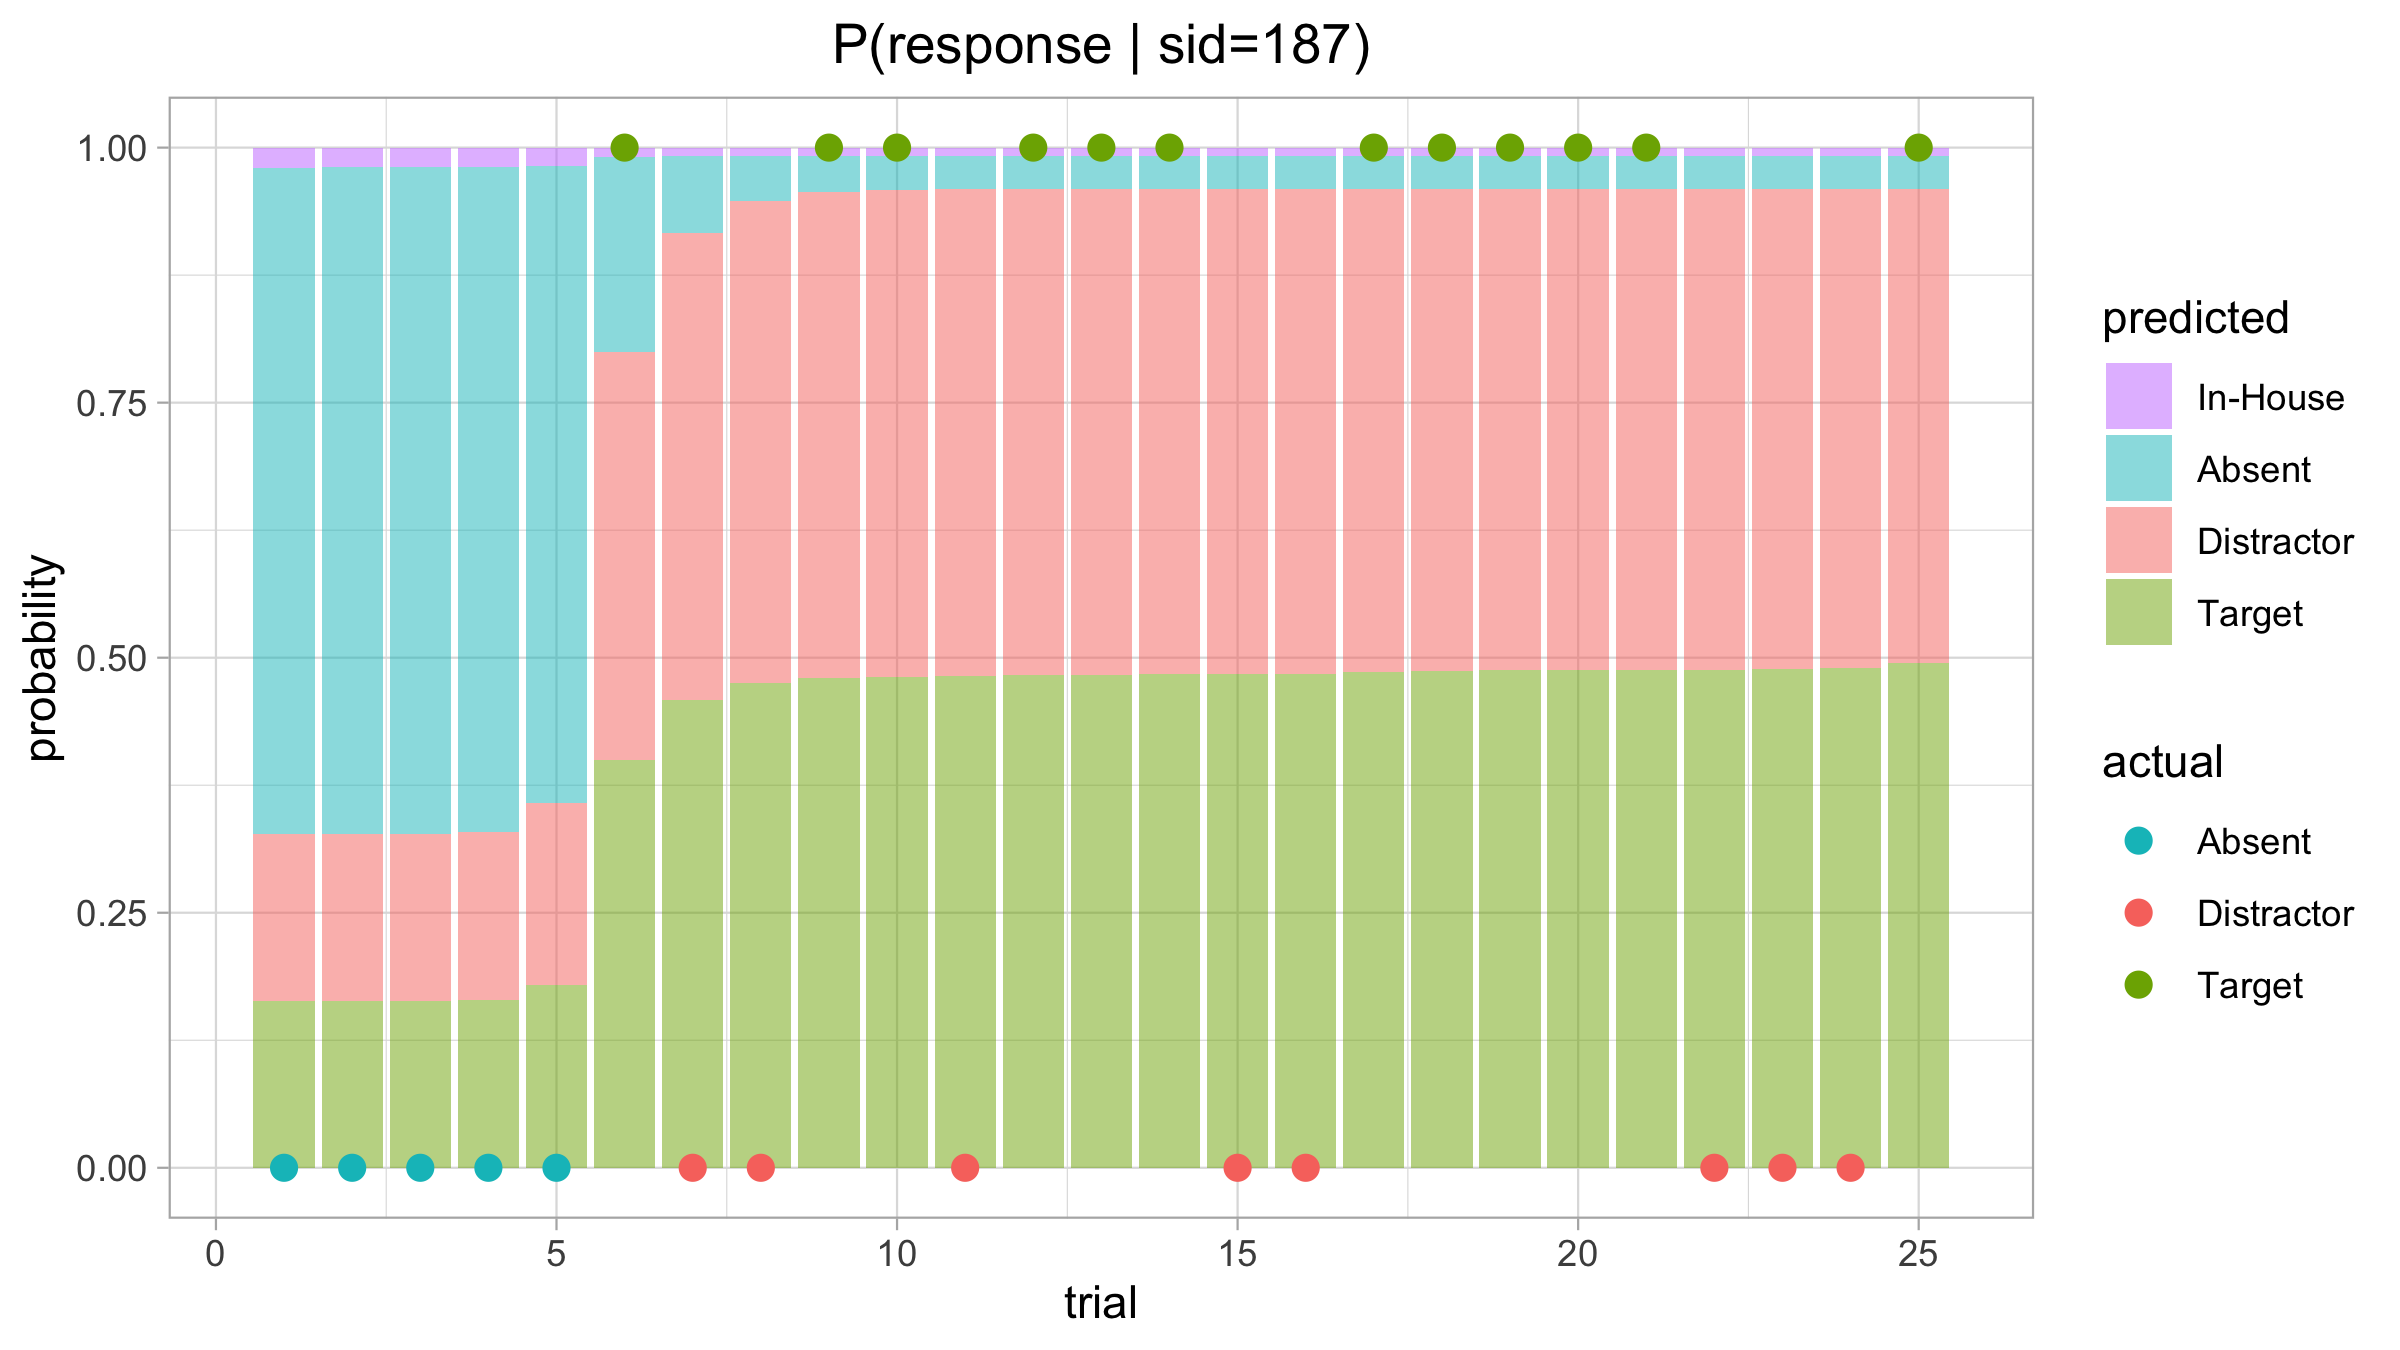 P(response | sid=187)
1.00
0.75
0.50
0.25
0.00
probability
0 5 10 15 20 25
trial
predicted
In-House
Absent
Distractor
Target
actual
Absent
Distractor
Target